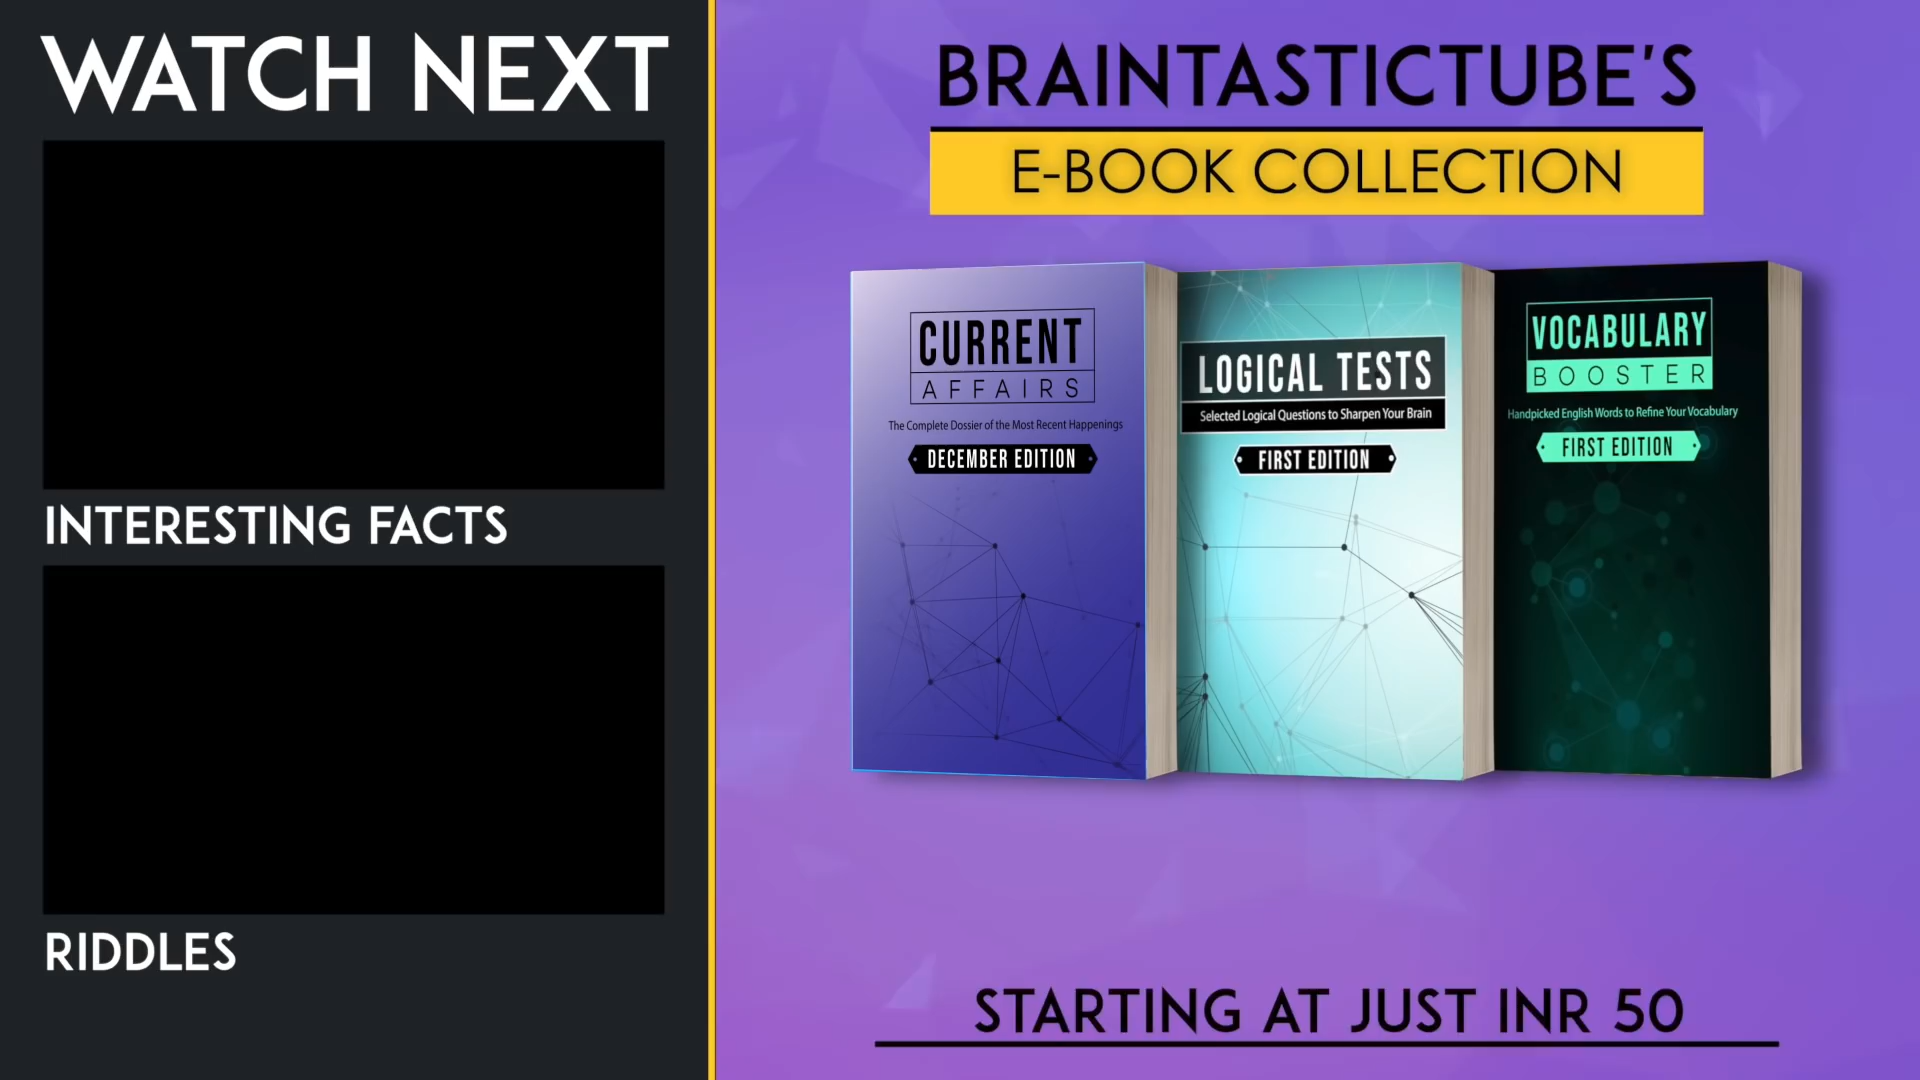 WATCH NEXT
INTERESTING FACTS
RIDDLES
BRAINTASTICTUBE'S
E-BOOK COLLECTION
CURRENT
AFFAIRS
The Complete Dossier of the Most Recent Happenings
DECEMBER EDITION
LOGICAL TESTS
Selected Logical Questions to Sharpen Your Brain
FIRST EDITION
VOCABULARY
BOOSTER
Handpicked English Words to Refine Your Vocabulary
FIRST EDITION
STARTING AT JUST INR 50